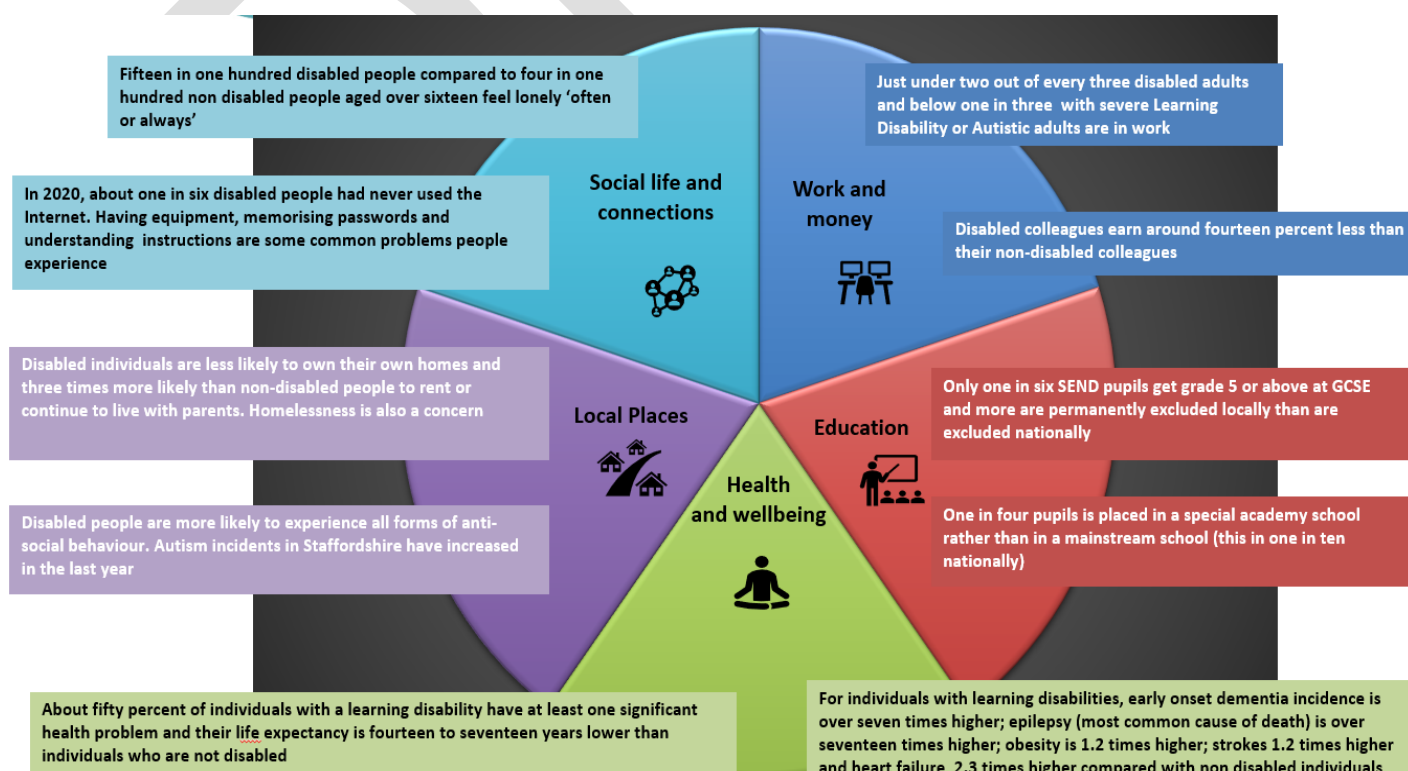 Fifteen in one hundred disabled people compared to four in one
hundred non disabled people aged over sixteen feel lonely ‘often
or always’
In 2020, about one in six disabled people had never used the
Internet. Having equipment, memorising passwords and
understanding instructions are some common problems people
experience
Social life and
connections
Just under two out of every three disabled adults
and below one in three with severe Learning
Disability or Autistic adults are in work
Disabled colleagues earn around fourteen percent less than
their non-disabled colleagues
Work and
money
Disabled individuals are less likely to own their own homes and
three times more likely than non-disabled people to rent or
continue to live with parents. Homelessness is also a concern
Disabled people are more likely to experience all forms of anti-
social behaviour. Autism incidents in Staffordshire have increased
in the last year
Local Places
Education
Only one in six SEND pupils get grade 5 or above at GCSE
and more are permanently excluded locally than are
excluded nationally
One in four pupils is placed in a special academy school
rather than in a mainstream school (this in one in ten
nationally)
Health
and wellbeing
About fifty percent of individuals with a learning disability have at least one significant
health problem and their life expectancy is fourteen to seventeen years lower than
individuals who are not disabled
For individuals with learning disabilities, early onset dementia incidence is
over seven times higher; epilepsy (most common cause of death) is over
seventeen times higher; obesity is 1.2 times higher; strokes 1.2 times higher
and heart failure 2.3 times higher compared with non disabled individuals